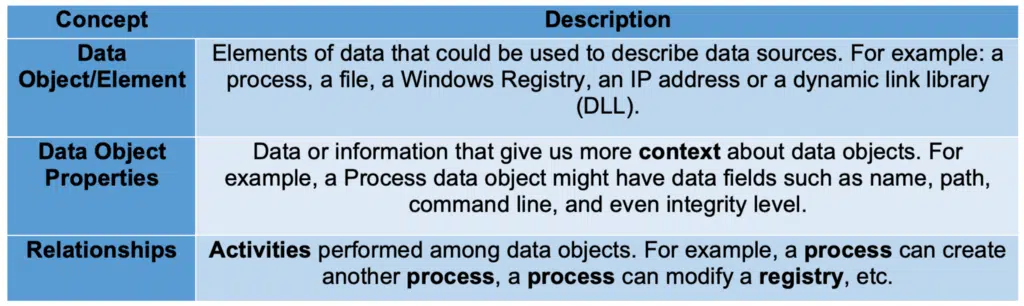 Concept Description
Data Object/Element
Elements of data that could be used to describe data sources. For example: a
process, a file, a Windows Registry, an IP address or a dynamic link library
(DLL).
Data Object Properties
Data or information that give us more context about data objects. For
example, a Process data object might have data fields such as name, path,
command line, and even integrity level.
Relationships
Activities performed among data objects. For example, a process can create
another process, a process can modify a registry, etc.